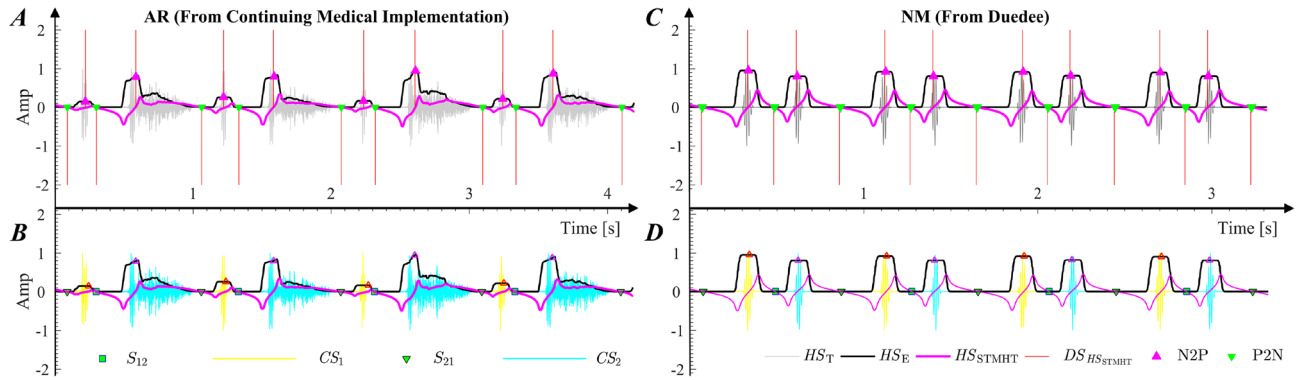 A AR (From Continuing Medical Implementation)
2
1
0
-1
-2
Amp
1 2 3 4
Time [s]
B
2
1
0
-1
-2
Amp
S12 CS1 S21 CS2
C NM (From Duedee)
1 2 3
Time [s]
D
HST HSE HSSTMHT DSHSSTMHT N2P P2N